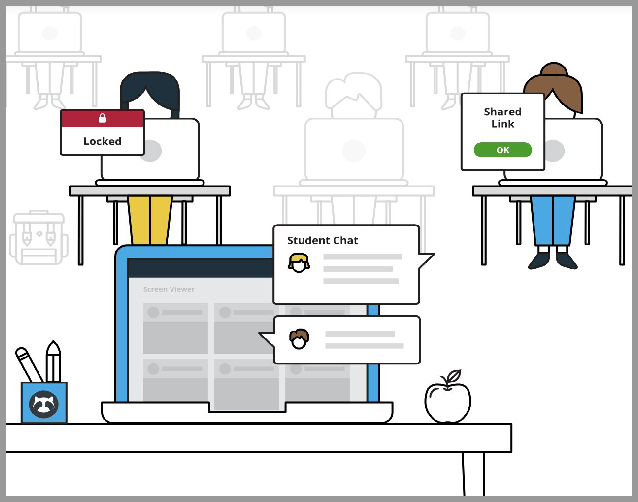 Locked
Shared
Link
OK
Student Chat
Screen Viewer